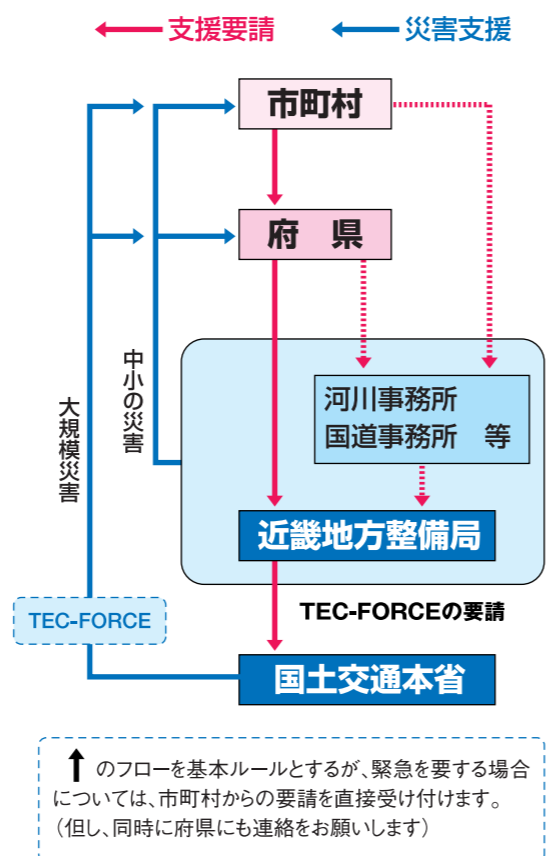 支援要請 災害支援
市町村
府 県
中小の災害
大規模災害
河川事務所
国道事務所 等
近畿地方整備局
TEC-FORCEの要請
TEC-FORCE
国土交通本省
↑のフローを基本ルールとするが、緊急を要する場合
については、市町村からの要請を直接受け付けます。
（但し、同時に府県にも連絡をお願いします）